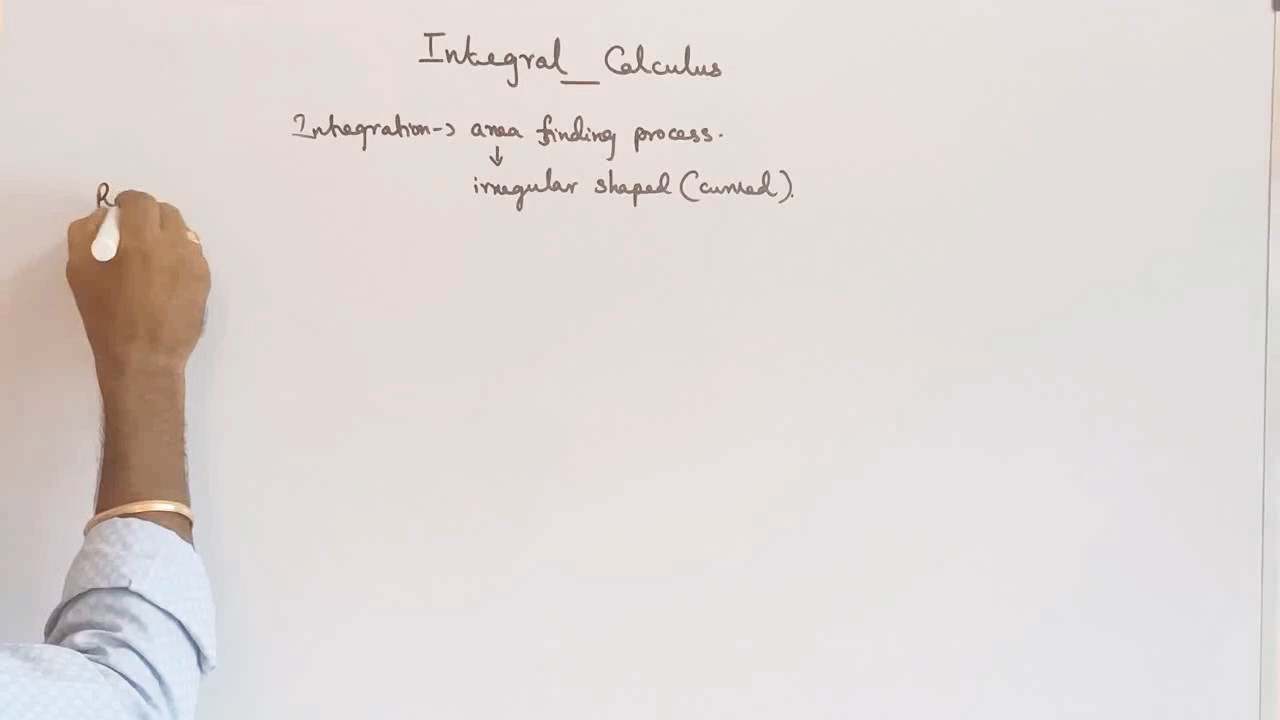 Integral Calculus
Integration-> area finding process.
↓
irregular shaped (curved).
R